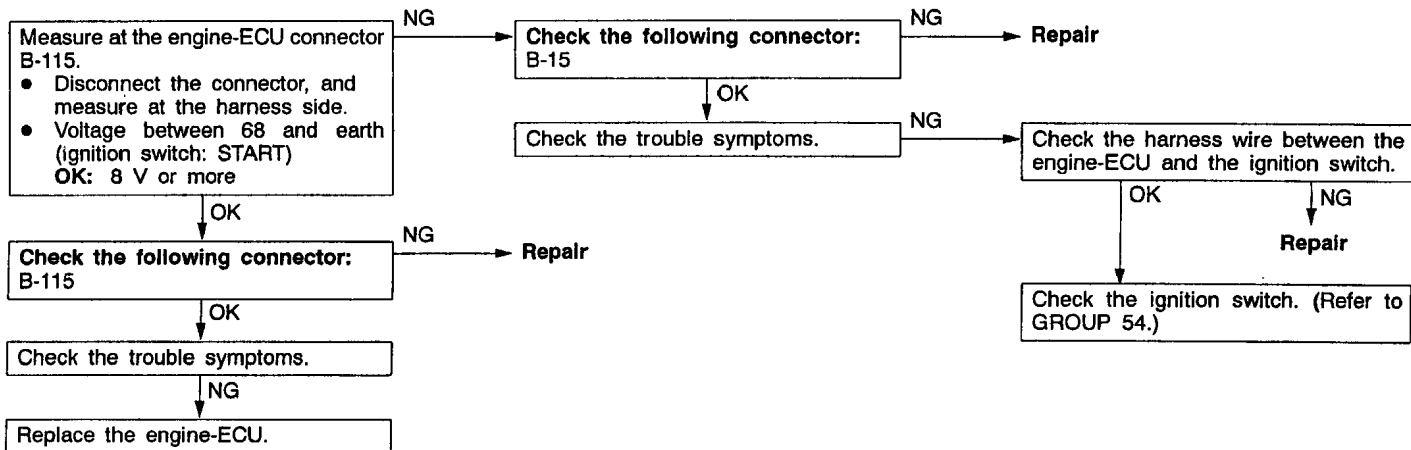 Measure at the engine-ECU connector
B-115.
● Disconnect the connector, and
measure at the harness side.
● Voltage between 68 and earth
(ignition switch: START)
OK: 8 V or more
NG
Check the following connector:
B-15
NG
Repair
OK
Check the trouble symptoms.
NG
Check the harness wire between the
engine-ECU and the ignition switch.
OK
NG
Repair
Check the ignition switch. (Refer to
GROUP 54.)
OK
Check the following connector:
B-115
NG
Repair
OK
Check the trouble symptoms.
NG
Replace the engine-ECU.